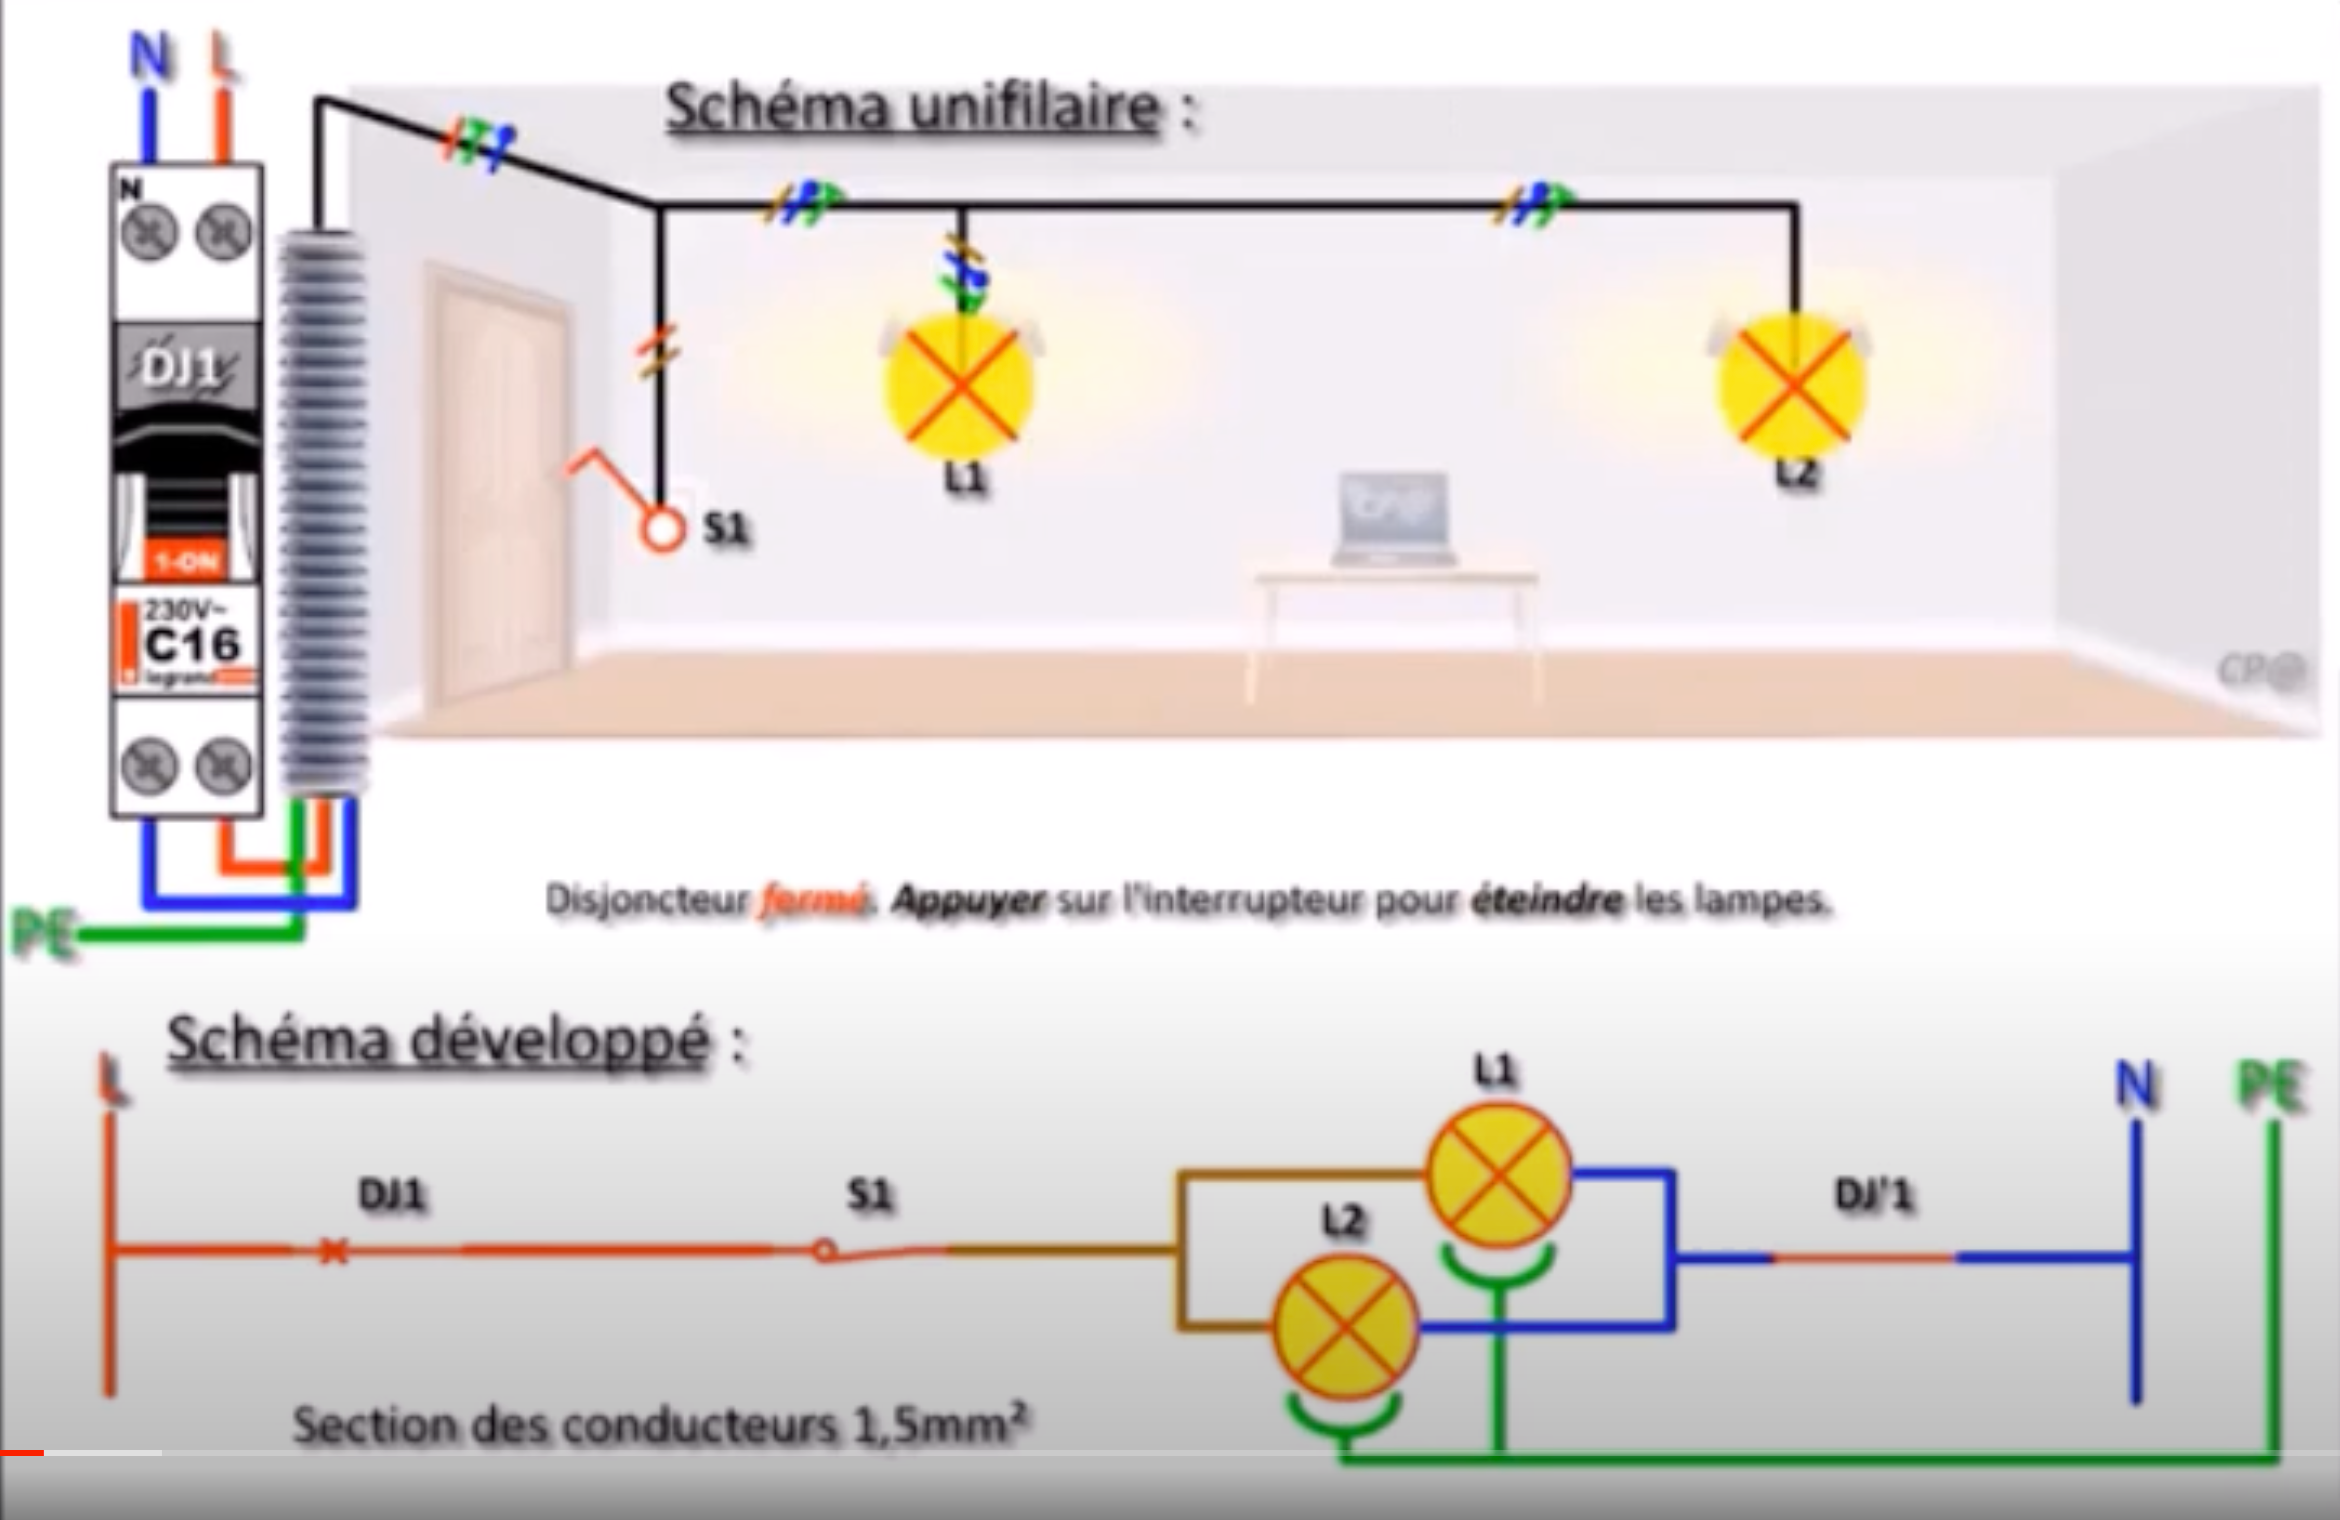 N L
Schéma unifilaire :
N
DJ1
1-ON
230V~
C16
legrand
S1
L1
L2
CP@
Disjoncteur fermé. Appuyer sur l'interrupteur pour éteindre les lampes.
PE
Schéma développé :
L
DJ1
S1
L1
L2
DJ'1
N
PE
Section des conducteurs 1,5mm²